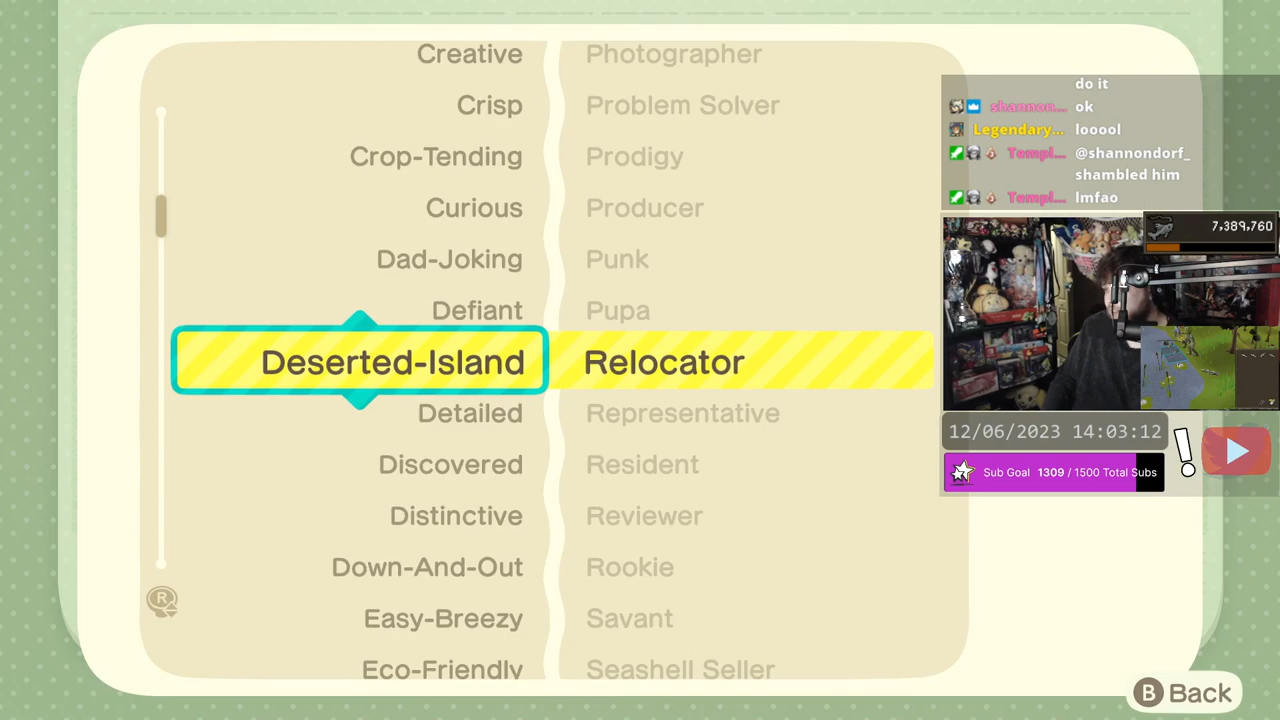 Creative Photographer
Crisp Problem Solver
Crop-Tending Prodigy
Curious Producer
Dad-Joking Punk
Defiant Pupa
Deserted-Island Relocator
Detailed Representative
Discovered Resident
Distinctive Reviewer
Down-And-Out Rookie
Easy-Breezy Savant
Eco-Friendly Seashell Seller
R
B Back
do it
shannon... ok
Legendary... looool
Templ... @shannondorf_
shambled him
Templ... lmfao
7,389,760
12/06/2023 14:03:12
Sub Goal 1309 / 1500 Total Subs
!